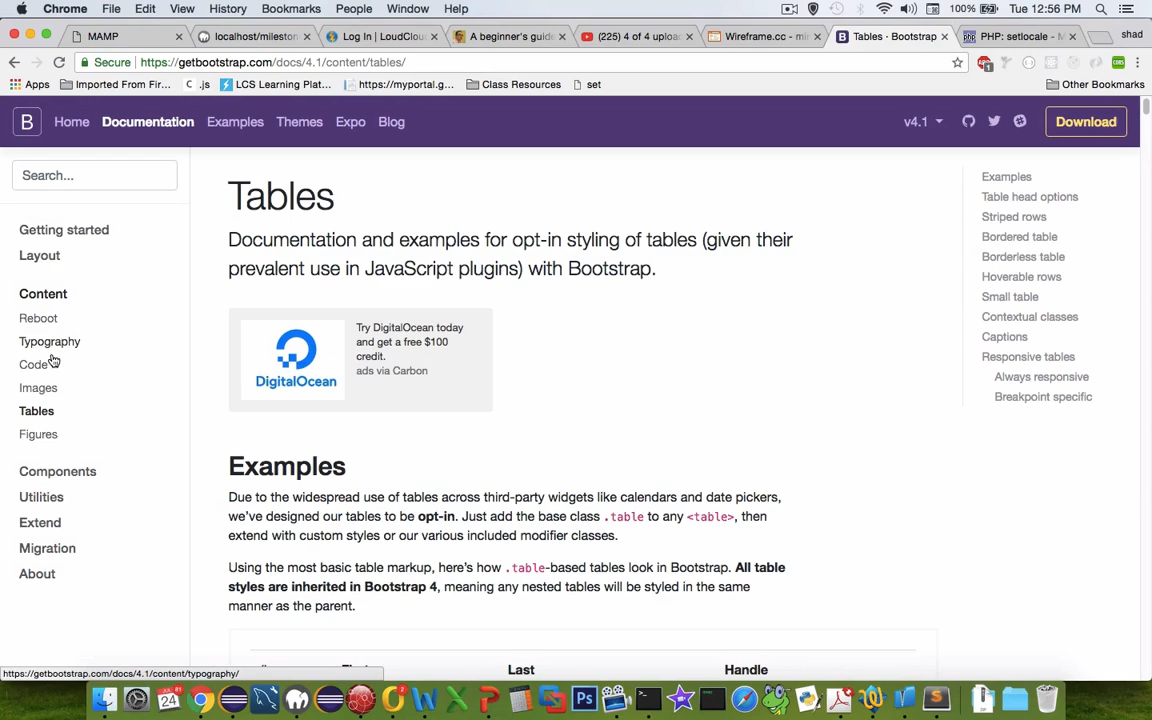 Chrome File Edit View History Bookmarks People Window Help 100% Tue 12:56 PM
MAMP localhost/mileston Log In | LoudClou A beginner's guide (225) 4 of 4 uploa Wireframe.cc - mi Tables · Bootstrap PHP: setlocale - M shad
Secure https://getbootstrap.com/docs/4.1/content/tables/
Apps Imported From Fir... .js LCS Learning Plat... https://myportal.g... Class Resources set Other Bookmarks
B Home Documentation Examples Themes Expo Blog v4.1 Download
Search...
Getting started
Layout
Content
Reboot
Typography
Code
Images
Tables
Figures
Components
Utilities
Extend
Migration
About
Tables
Documentation and examples for opt-in styling of tables (given their
prevalent use in JavaScript plugins) with Bootstrap.
DigitalOcean
Try DigitalOcean today
and get a free $100
credit.
ads via Carbon
Examples
Due to the widespread use of tables across third-party widgets like calendars and date pickers,
we've designed our tables to be opt-in. Just add the base class .table to any <table>, then
extend with custom styles or our various included modifier classes.
Using the most basic table markup, here's how .table-based tables look in Bootstrap. All table
styles are inherited in Bootstrap 4, meaning any nested tables will be styled in the same
manner as the parent.
Last Handle
Examples
Table head options
Striped rows
Bordered table
Borderless table
Hoverable rows
Small table
Contextual classes
Captions
Responsive tables
Always responsive
Breakpoint specific
https://getbootstrap.com/docs/4.1/content/typography/
24